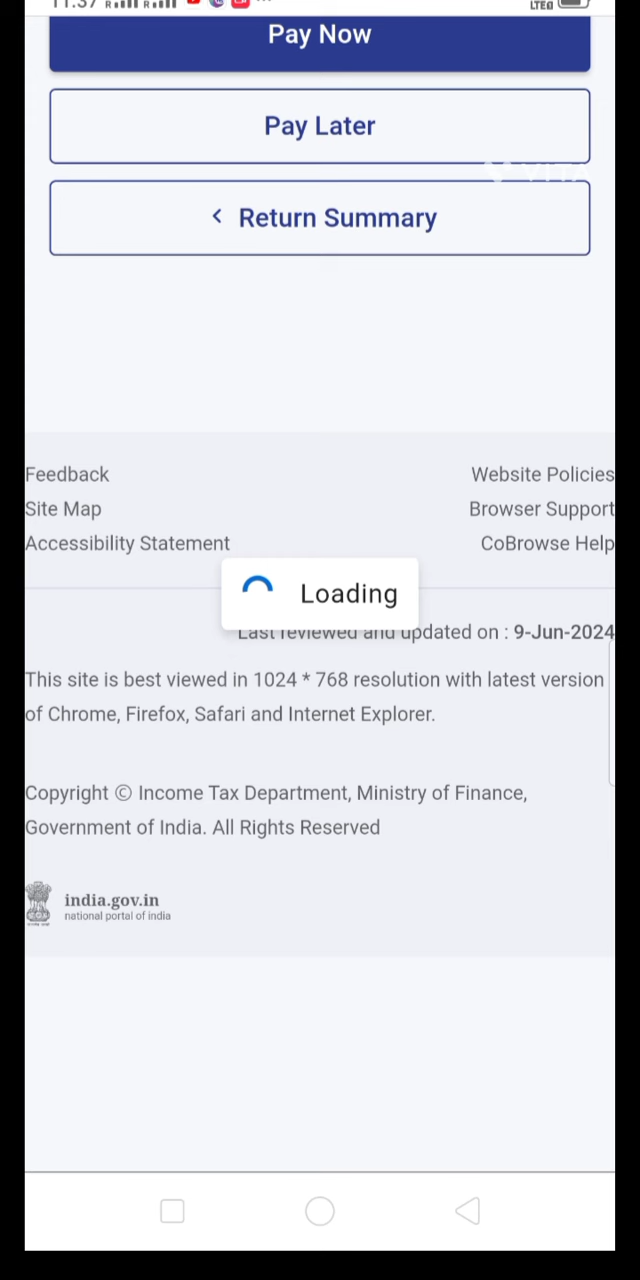 11:37
LTE
Pay Now
Pay Later
VITA
Return Summary
Feedback
Website Policies
Site Map
Browser Support
Accessibility Statement
CoBrowse Help
Loading
Last reviewed and updated on : 9-Jun-2024
This site is best viewed in 1024 * 768 resolution with latest version
of Chrome, Firefox, Safari and Internet Explorer.
Copyright © Income Tax Department, Ministry of Finance,
Government of India. All Rights Reserved
india.gov.in
national portal of india